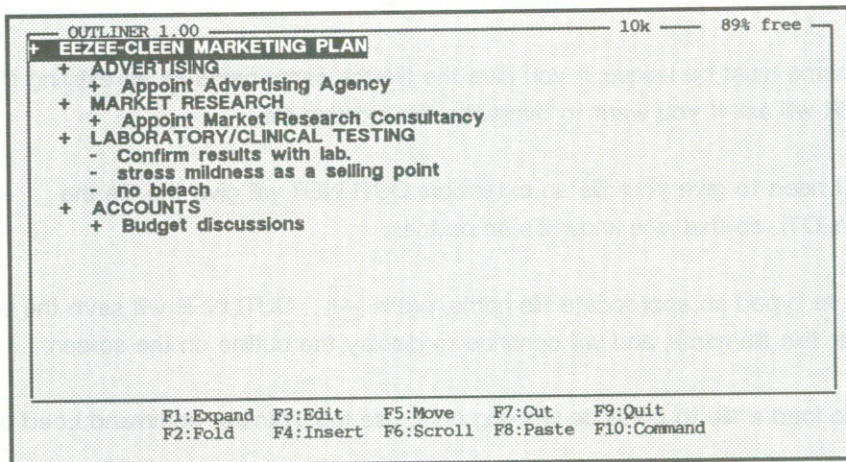 OUTLINER 1.00 10k 89% free
+ EEZEE-CLEEN MARKETING PLAN
+ ADVERTISING
+ Appoint Advertising Agency
+ MARKET RESEARCH
+ Appoint Market Research Consultancy
+ LABORATORY/CLINICAL TESTING
- Confirm results with lab.
- stress mildness as a selling point
- no bleach
+ ACCOUNTS
+ Budget discussions
F1:Expand F3:Edit F5:Move F7:Cut F9:Quit
F2:Fold F4:Insert F6:Scroll F8:Paste F10:Command